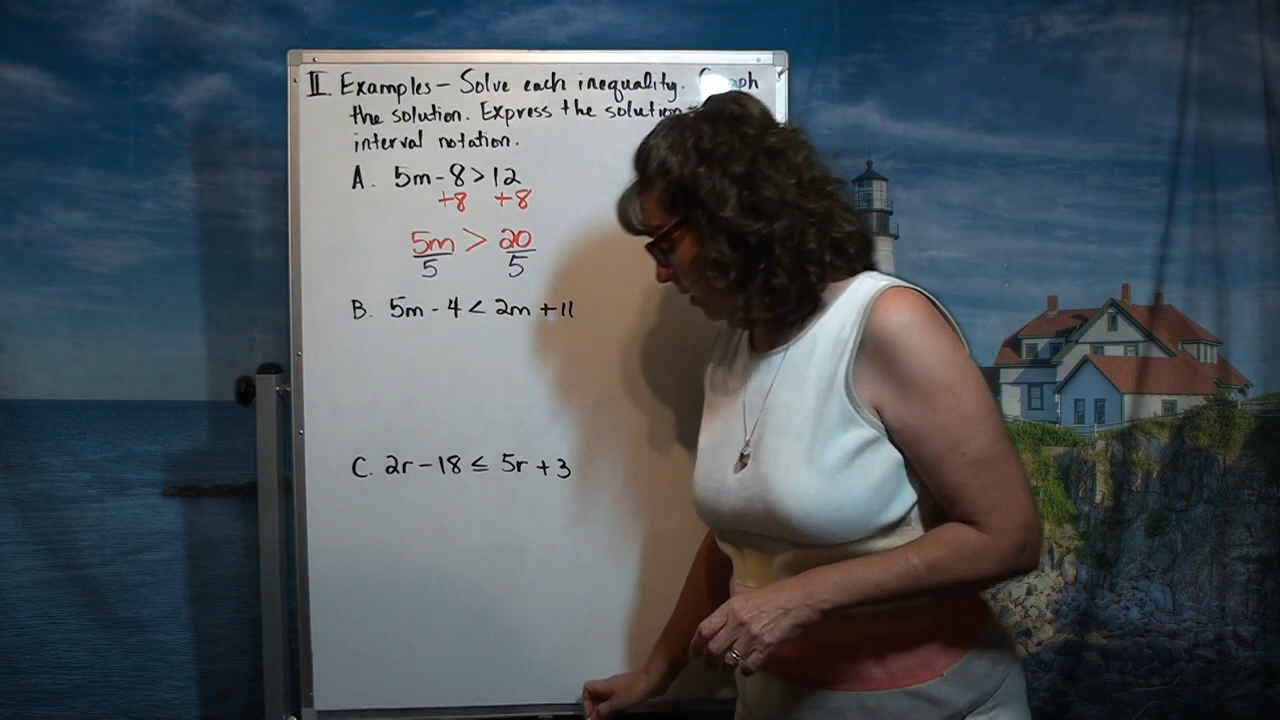 II. Examples - Solve each inequality. Graph
the solution. Express the solution
interval notation.
A. 5m - 8 > 12
+8 +8
5m > 20
5 5
B. 5m - 4 < 2m + 11
C. 2r - 18 ≤ 5r + 3